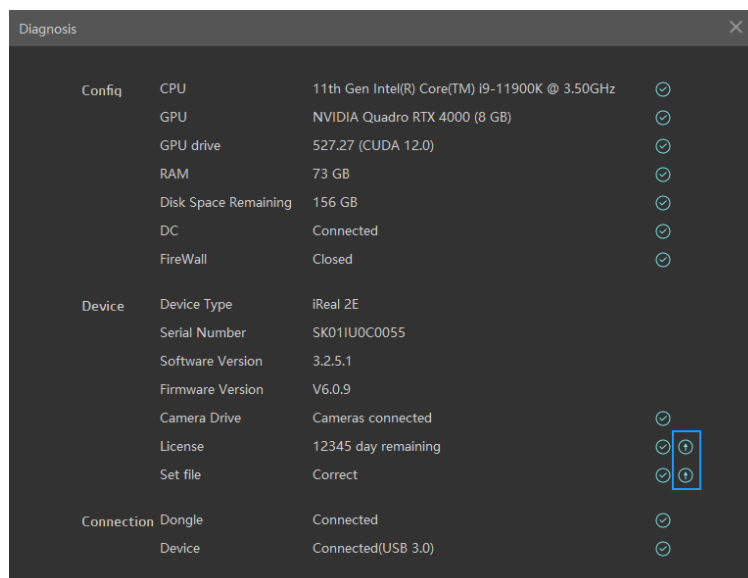 Diagnosis
Config CPU 11th Gen Intel(R) Core(TM) i9-11900K @ 3.50GHz
GPU NVIDIA Quadro RTX 4000 (8 GB)
GPU drive 527.27 (CUDA 12.0)
RAM 73 GB
Disk Space Remaining 156 GB
DC Connected
FireWall Closed
Device Device Type iReal 2E
Serial Number SK01IU0C0055
Software Version 3.2.5.1
Firmware Version V6.0.9
Camera Drive Cameras connected
License 12345 day remaining
Set file Correct
Connection Dongle Connected
Device Connected(USB 3.0)